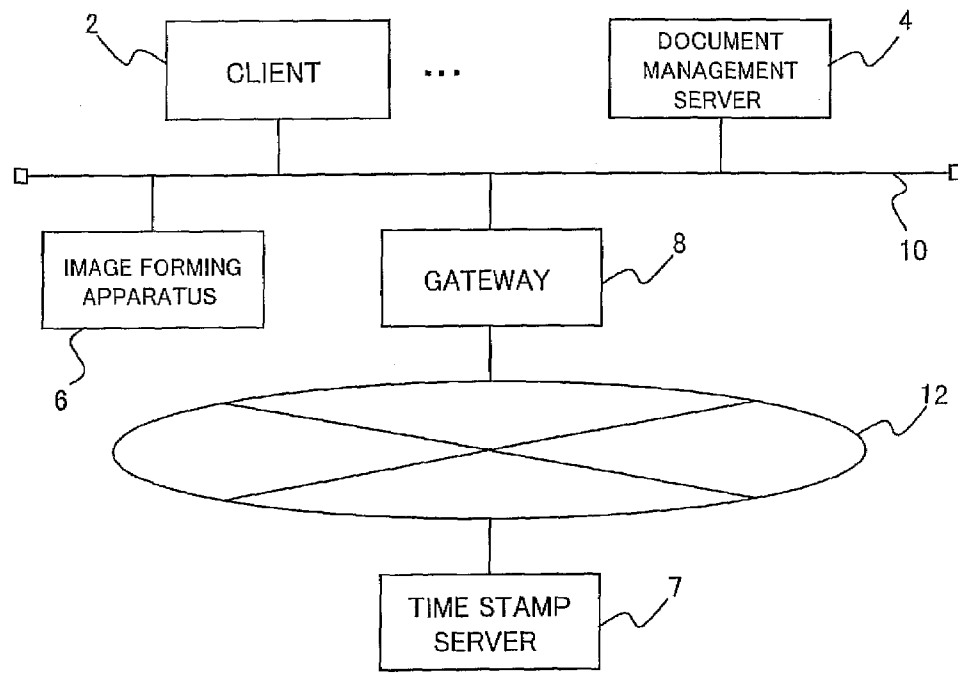 2
CLIENT
...
DOCUMENT
MANAGEMENT
SERVER
4
10
IMAGE FORMING
APPARATUS
6
GATEWAY
8
12
TIME STAMP
SERVER
7